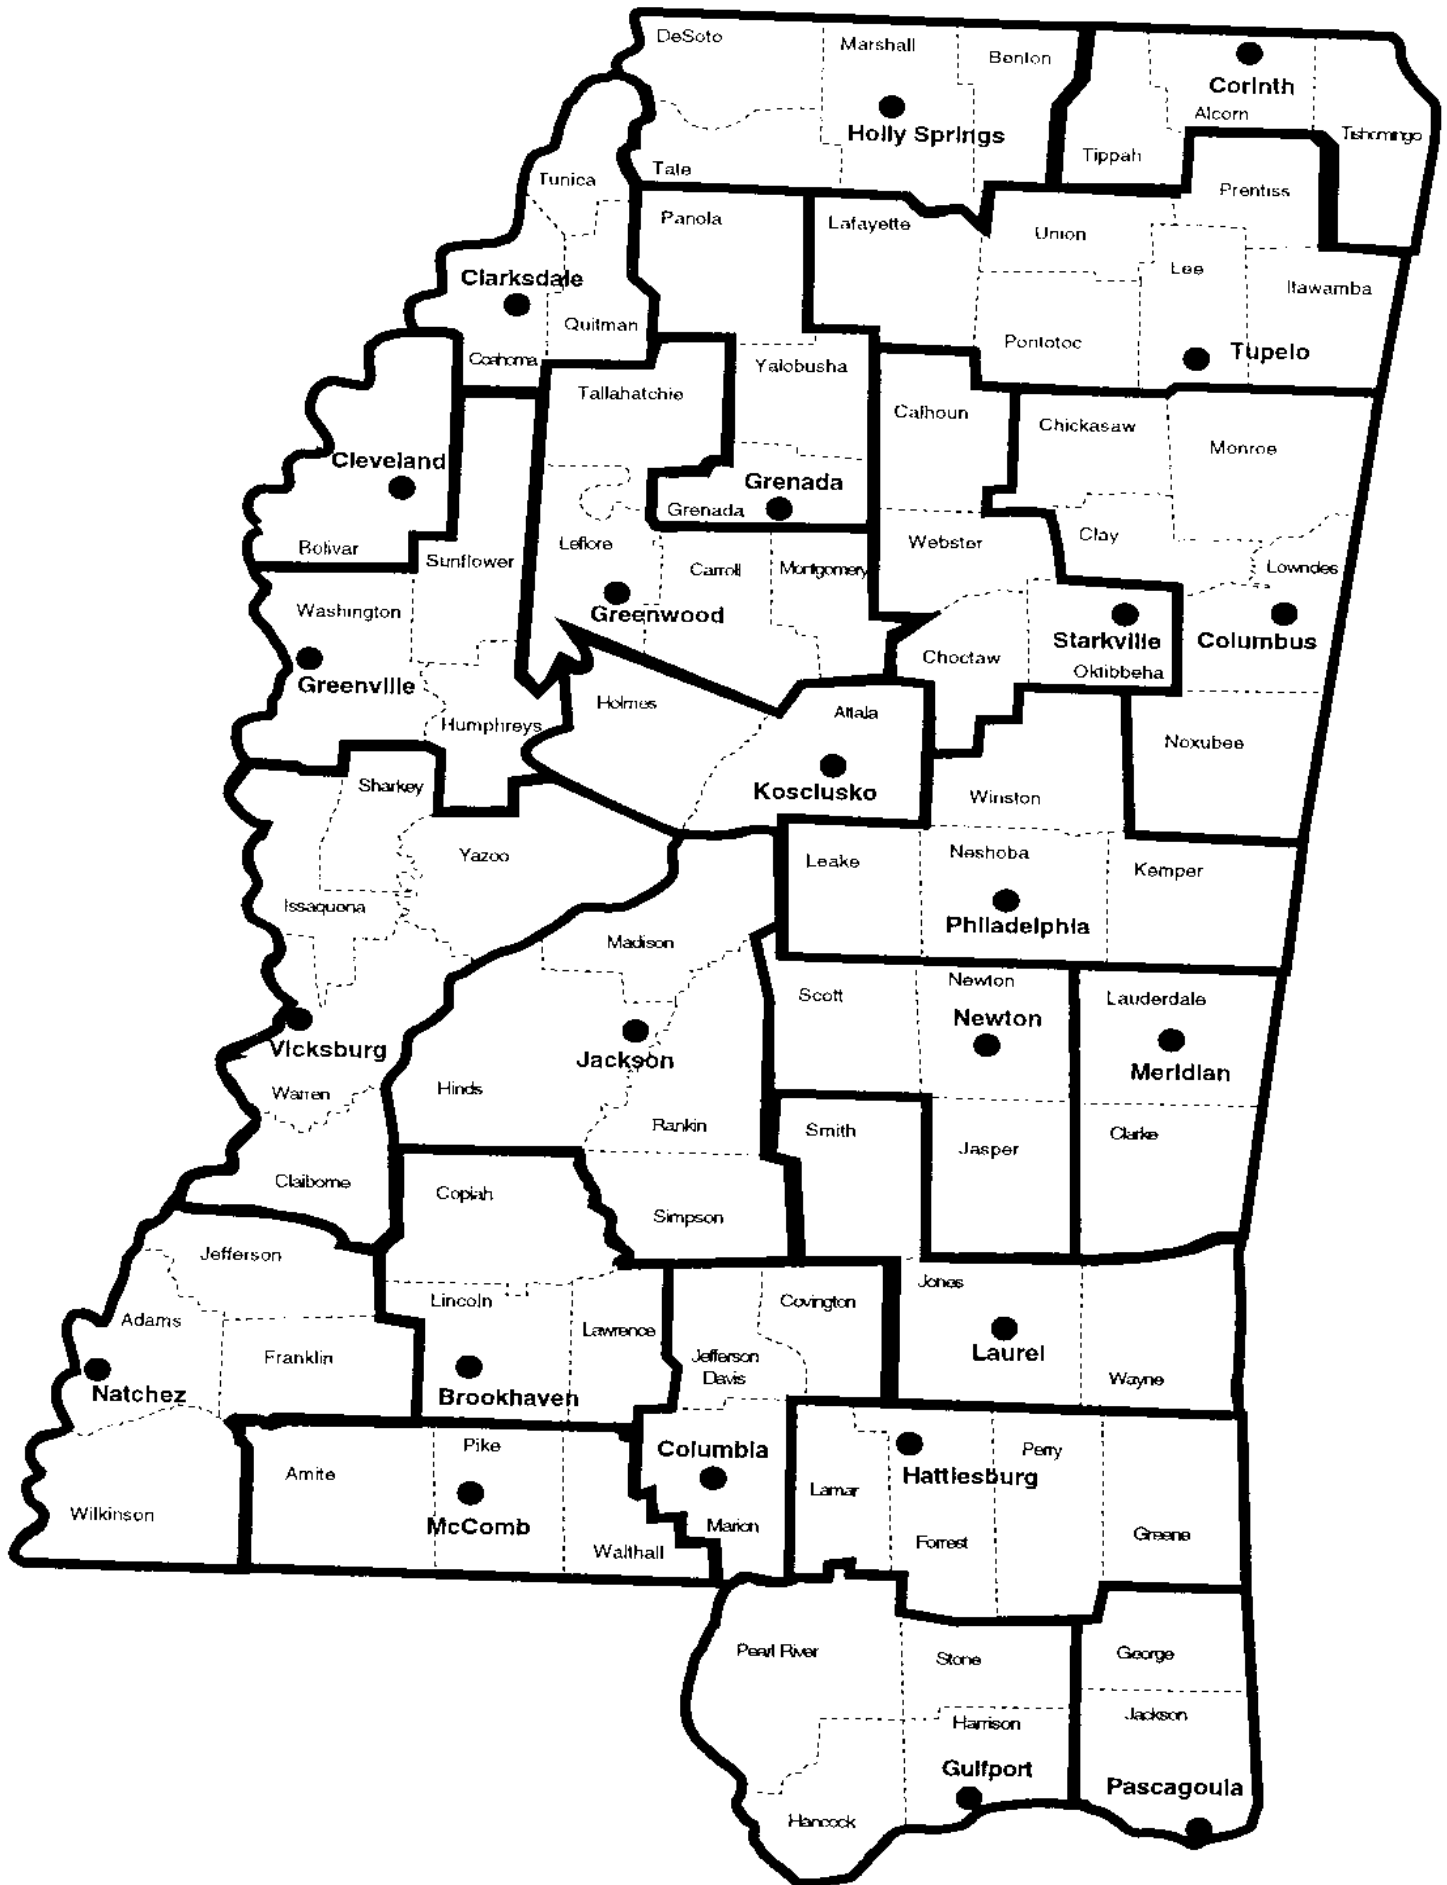 DeSoto
Marshall
Benton
Corinth
Alcorn
Holly Springs
Tishomingo
Tippah
Tate
Tunica
Prentiss
Panola
Lafayette
Union
Lee
Clarksdale
Itawamba
Quitman
Pontotoc
Tupelo
Coahoma
Yalobusha
Tallahatchie
Calhoun
Chickasaw
Monroe
Cleveland
Grenada
Grenada
Clay
Webster
Leflore
Bolivar
Sunflower
Carroll
Montgomery
Lowndes
Washington
Greenwood
Starkville
Columbus
Choctaw
Oktibbeha
Greenville
Holmes
Attala
Humphreys
Noxubee
Sharkey
Kosciusko
Winston
Yazoo
Leake
Neshoba
Kemper
Issaquena
Philadelphia
Madison
Newton
Scott
Lauderdale
Newton
Vicksburg
Jackson
Meridian
Warren
Hinds
Rankin
Smith
Clarke
Jasper
Claiborne
Copiah
Simpson
Jefferson
Jones
Lincoln
Covington
Adams
Lawrence
Franklin
Jefferson
Davis
Laurel
Wayne
Natchez
Brookhaven
Pike
Columbia
Perry
Amite
Hattiesburg
Lamar
Wilkinson
McComb
Marion
Greene
Forrest
Walthall
Pearl River
Stone
George
Harrison
Jackson
Gulfport
Pascagoula
Hancock